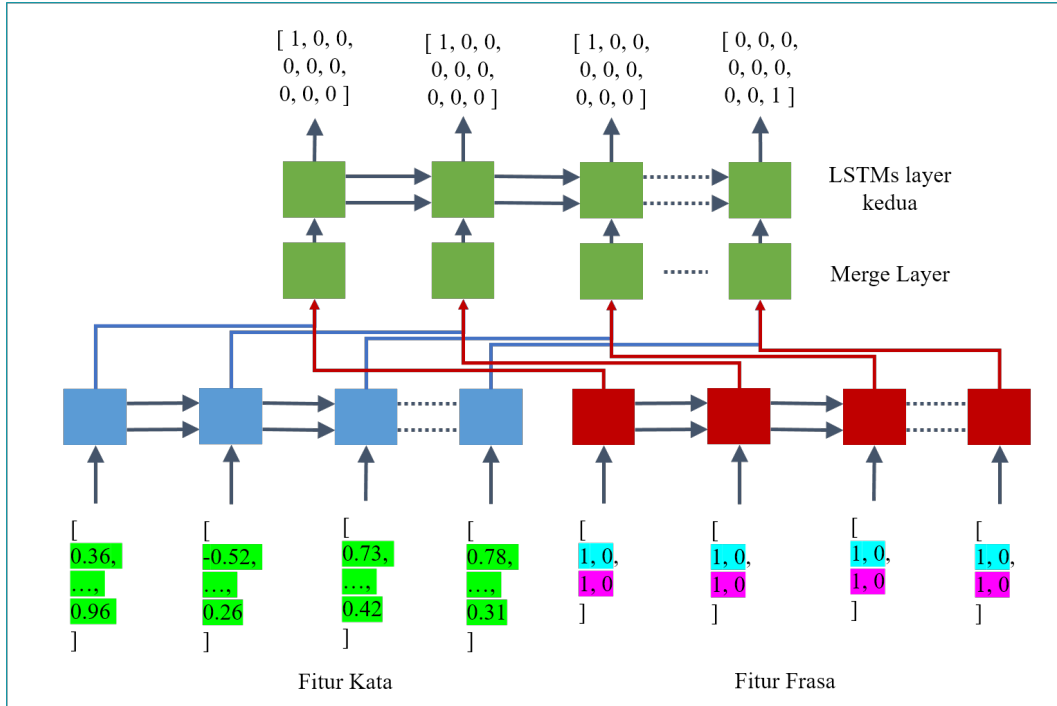 [ 1, 0, 0,
0, 0, 0,
0, 0, 0 ]
[ 1, 0, 0,
0, 0, 0,
0, 0, 0 ]
[ 1, 0, 0,
0, 0, 0,
0, 0, 0 ]
[ 0, 0, 0,
0, 0, 0,
0, 0, 1 ]
LSTMs layer
kedua
Merge Layer
[
0.36,
…,
0.96
]
[
-0.52,
…,
0.26
]
[
0.73,
…,
0.42
]
[
0.78,
…,
0.31
]
[
1, 0,
1, 0
]
[
1, 0,
1, 0
]
[
1, 0,
1, 0
]
[
1, 0,
1, 0
]
Fitur Kata
Fitur Frasa